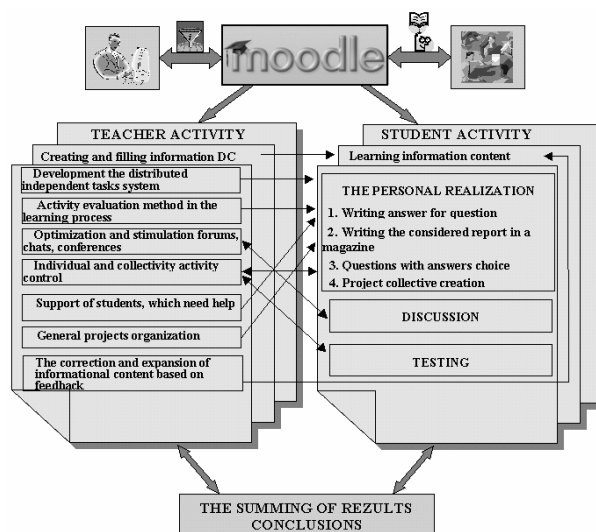 moodle
TEACHER ACTIVITY
Creating and filling information DC
Development the distributed
independent tasks system
Activity evaluation method in the
learning process
Optimization and stimulation forums,
chats, conferences
Individual and collectivity activity
control
Support of students, which need help
General projects organization
The correction and expansion of
informational content based on
feedback
STUDENT ACTIVITY
Learning information content
THE PERSONAL REALIZATION
1. Writing answer for question
2. Writing the considered report in a
magazine
3. Questions with answers choice
4. Project collective creation
DISCUSSION
TESTING
THE SUMMING OF REZULTS
CONCLUSIONS